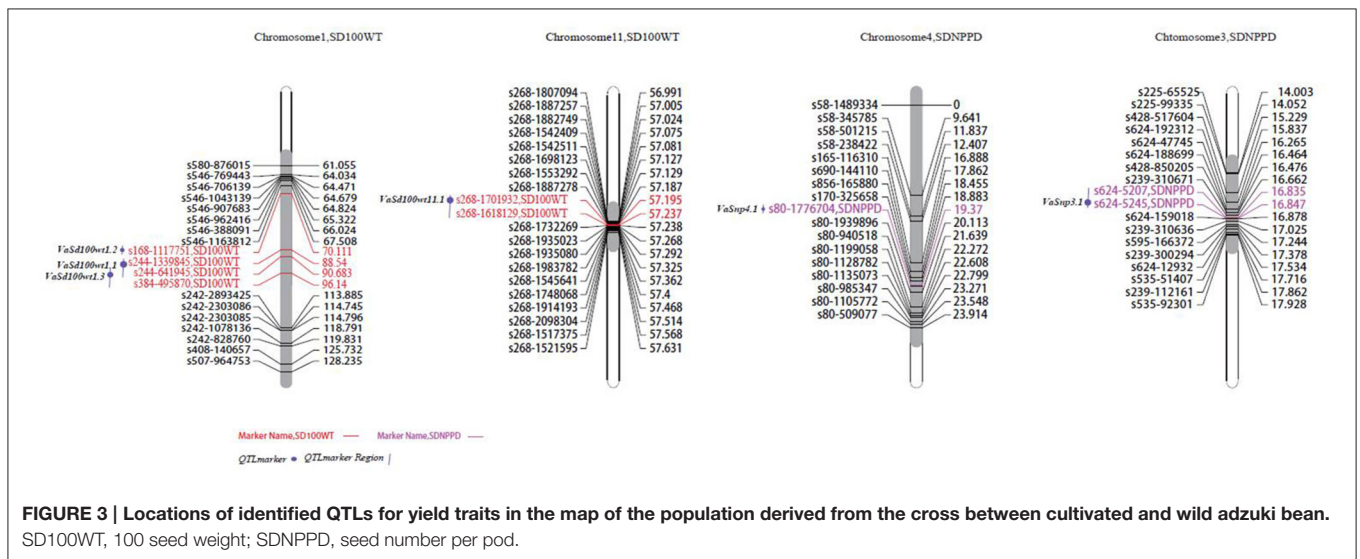 Chromosome1,SD100WT
Chromosome11,SD100WT
Chromosome4,SDNPPD
Chtomosome3,SDNPPD
s580-876015 61.055
s546-769443 64.034
s546-706139 64.471
s546-1043139 64.679
s546-907683 64.824
s546-962416 65.322
s546-388091 66.024
s546-1163812 67.508
VaSd100wt1.2 s168-1117751,SD100WT 70.111
VaSd100wt1.1 s244-1339845,SD100WT 88.54
VaSd100wt1.3 s244-641945,SD100WT 90.683
s384-495870,SD100WT 96.14
s242-2893425 113.885
s242-2303086 114.745
s242-2303085 114.796
s242-1078136 118.791
s242-828760 119.831
s408-140657 125.732
s507-964753 128.235
s268-1807094 56.991
s268-1887257 57.005
s268-1882749 57.024
s268-1542409 57.075
s268-1542511 57.081
s268-1698123 57.127
s268-1553292 57.129
s268-1887278 57.187
VaSd100wt11.1 s268-1701932,SD100WT 57.195
s268-1618129,SD100WT 57.237
s268-1732269 57.238
s268-1935023 57.268
s268-1935080 57.292
s268-1983782 57.325
s268-1545641 57.362
s268-1748068 57.4
s268-1914193 57.468
s268-2098304 57.514
s268-1517375 57.568
s268-1521595 57.631
s58-1489334 0
s58-345785 9.641
s58-501215 11.837
s58-238422 12.407
s165-116310 16.888
s690-144110 17.862
s856-165880 18.455
s170-325658 18.883
VaSnp4.1 s80-1776704,SDNPPD 19.37
s80-1939896 20.113
s80-940518 21.639
s80-1199058 22.272
s80-1128782 22.608
s80-1135073 22.799
s80-985347 23.271
s80-1105772 23.548
s80-509077 23.914
s225-65525 14.003
s225-99335 14.052
s428-517604 15.229
s624-192312 15.837
s624-47745 16.265
s624-188699 16.464
s428-850205 16.476
s239-310671 16.662
s624-5207,SDNPPD 16.835
VaSnp3.1 s624-5245,SDNPPD 16.847
s624-159018 16.878
s239-310636 17.025
s595-166372 17.244
s239-300294 17.378
s624-12932 17.534
s535-51407 17.716
s239-112161 17.862
s535-92301 17.928
Marker Name,SD100WT Marker Name,SDNPPD
QTLmarker QTLmarker Region
FIGURE 3 | Locations of identified QTLs for yield traits in the map of the population derived from the cross between cultivated and wild adzuki bean.
SD100WT, 100 seed weight; SDNPPD, seed number per pod.